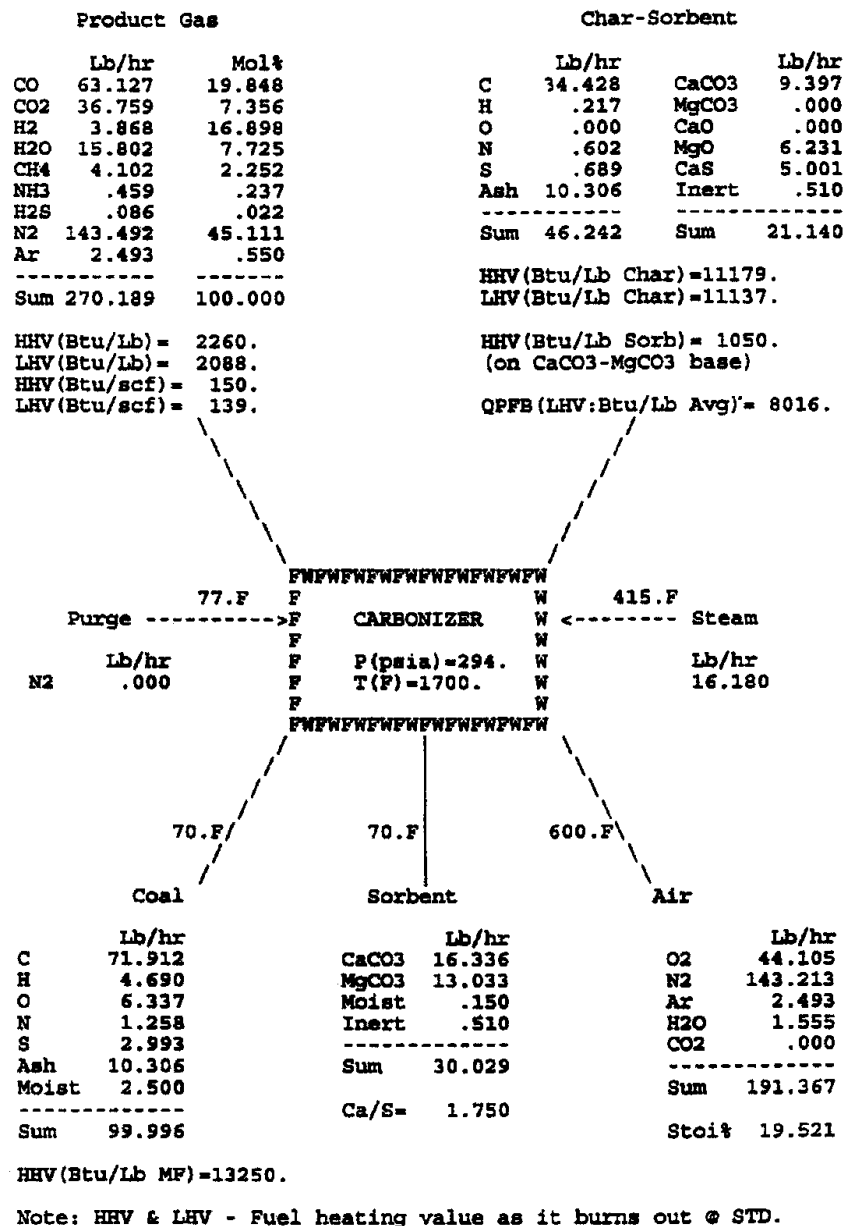 Product Gas
Lb/hr Mol%
CO 63.127 19.848
CO2 36.759 7.356
H2 3.868 16.898
H2O 15.802 7.725
CH4 4.102 2.252
NH3 .459 .237
H2S .086 .022
N2 143.492 45.111
Ar 2.493 .550
----------- -------
Sum 270.189 100.000
HHV(Btu/Lb)= 2260.
LHV(Btu/Lb)= 2088.
HHV(Btu/scf)= 150.
LHV(Btu/scf)= 139.
Char-Sorbent
Lb/hr Lb/hr
C 34.428 CaCO3 9.397
H .217 MgCO3 .000
O .000 CaO .000
N .602 MgO 6.231
S .689 CaS 5.001
Ash 10.306 Inert .510
------------ -------------
Sum 46.242 Sum 21.140
HHV(Btu/Lb Char)=11179.
LHV(Btu/Lb Char)=11137.
HHV(Btu/Lb Sorb)= 1050.
(on CaCO3-MgCO3 base)
QPFB(LHV:Btu/Lb Avg)= 8016.
FWFWFWFWFWFWFWFWFWFW
77.F F W 415.F
Purge ---------->F CARBONIZER W <--------- Steam
F W
Lb/hr F P(psia)=294. W Lb/hr
N2 .000 F T(F)=1700. W 16.180
F W
FWFWFWFWFWFWFWFWFWFW
70.F 70.F 600.F
Coal
Lb/hr
C 71.912
H 4.690
O 6.337
N 1.258
S 2.993
Ash 10.306
Moist 2.500
-------------
Sum 99.996
HHV(Btu/Lb MF)=13250.
Sorbent
Lb/hr
CaCO3 16.336
MgCO3 13.033
Moist .150
Inert .510
-------------
Sum 30.029
Ca/S= 1.750
Air
Lb/hr
O2 44.105
N2 143.213
Ar 2.493
H2O 1.555
CO2 .000
-------------
Sum 191.367
Stoi% 19.521
Note: HHV & LHV - Fuel heating value as it burns out @ STD.